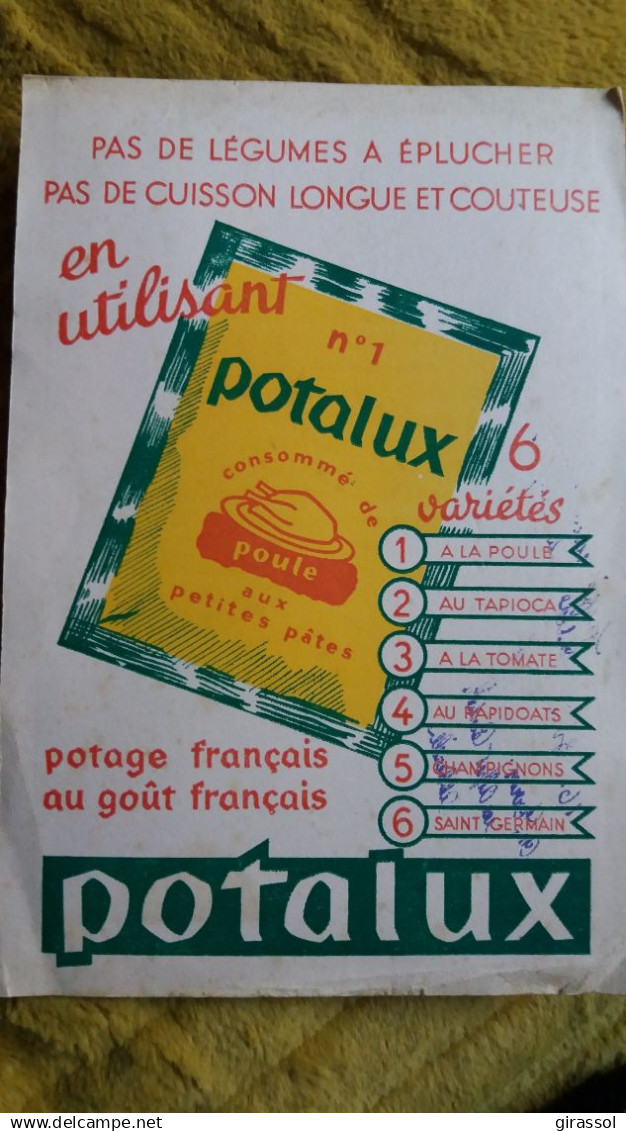 PAS DE LÉGUMES A ÉPLUCHER
PAS DE CUISSON LONGUE ET COUTEUSE
en
utilisant
n° 1
potalux
consommé de
poule
aux
petites pâtes
6
variétés
1 A LA POULE
2 AU TAPIOCA
3 A LA TOMATE
4 AU RAPIDOATS
5 CHAMPIGNONS
6 SAINT GERMAIN
potage français
au goût français
potalux
delcampe.net
girassol